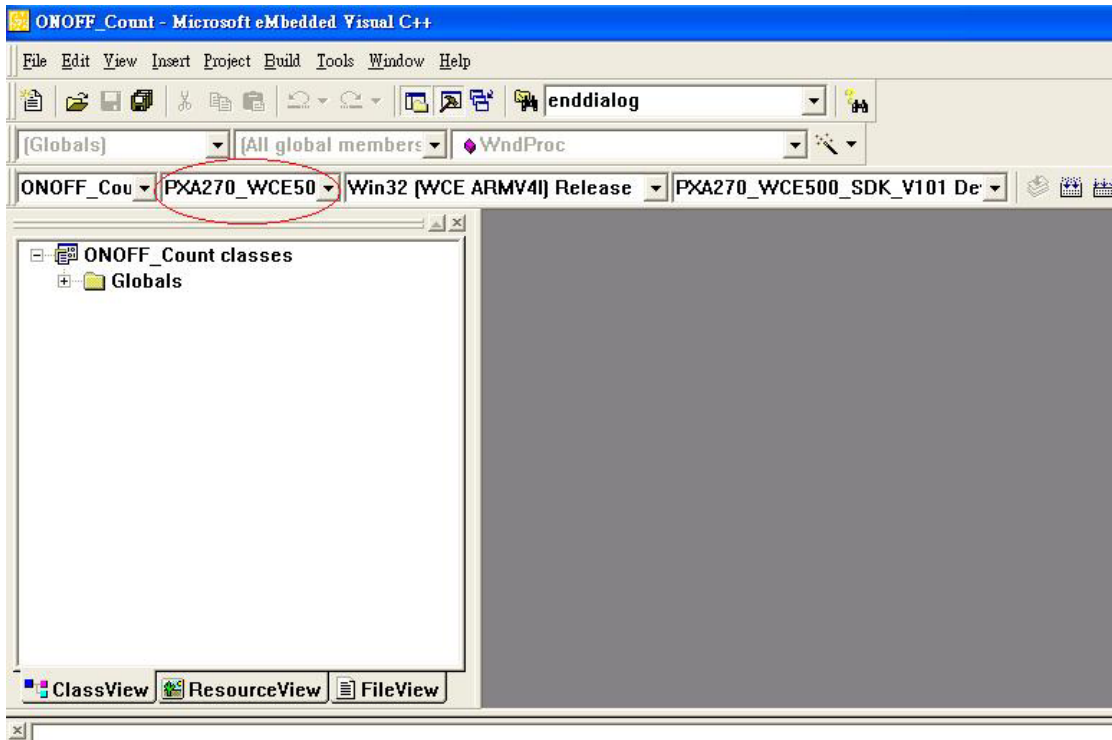 ONOFF_Count - Microsoft eMbedded Visual C++
File Edit View Insert Project Build Tools Window Help
enddialog
(Globals) (All global members WndProc
ONOFF_Cou PXA270_WCE50 Win32 (WCE ARMV4I) Release PXA270_WCE500_SDK_V101 De
ONOFF_Count classes
Globals
ClassView ResourceView FileView